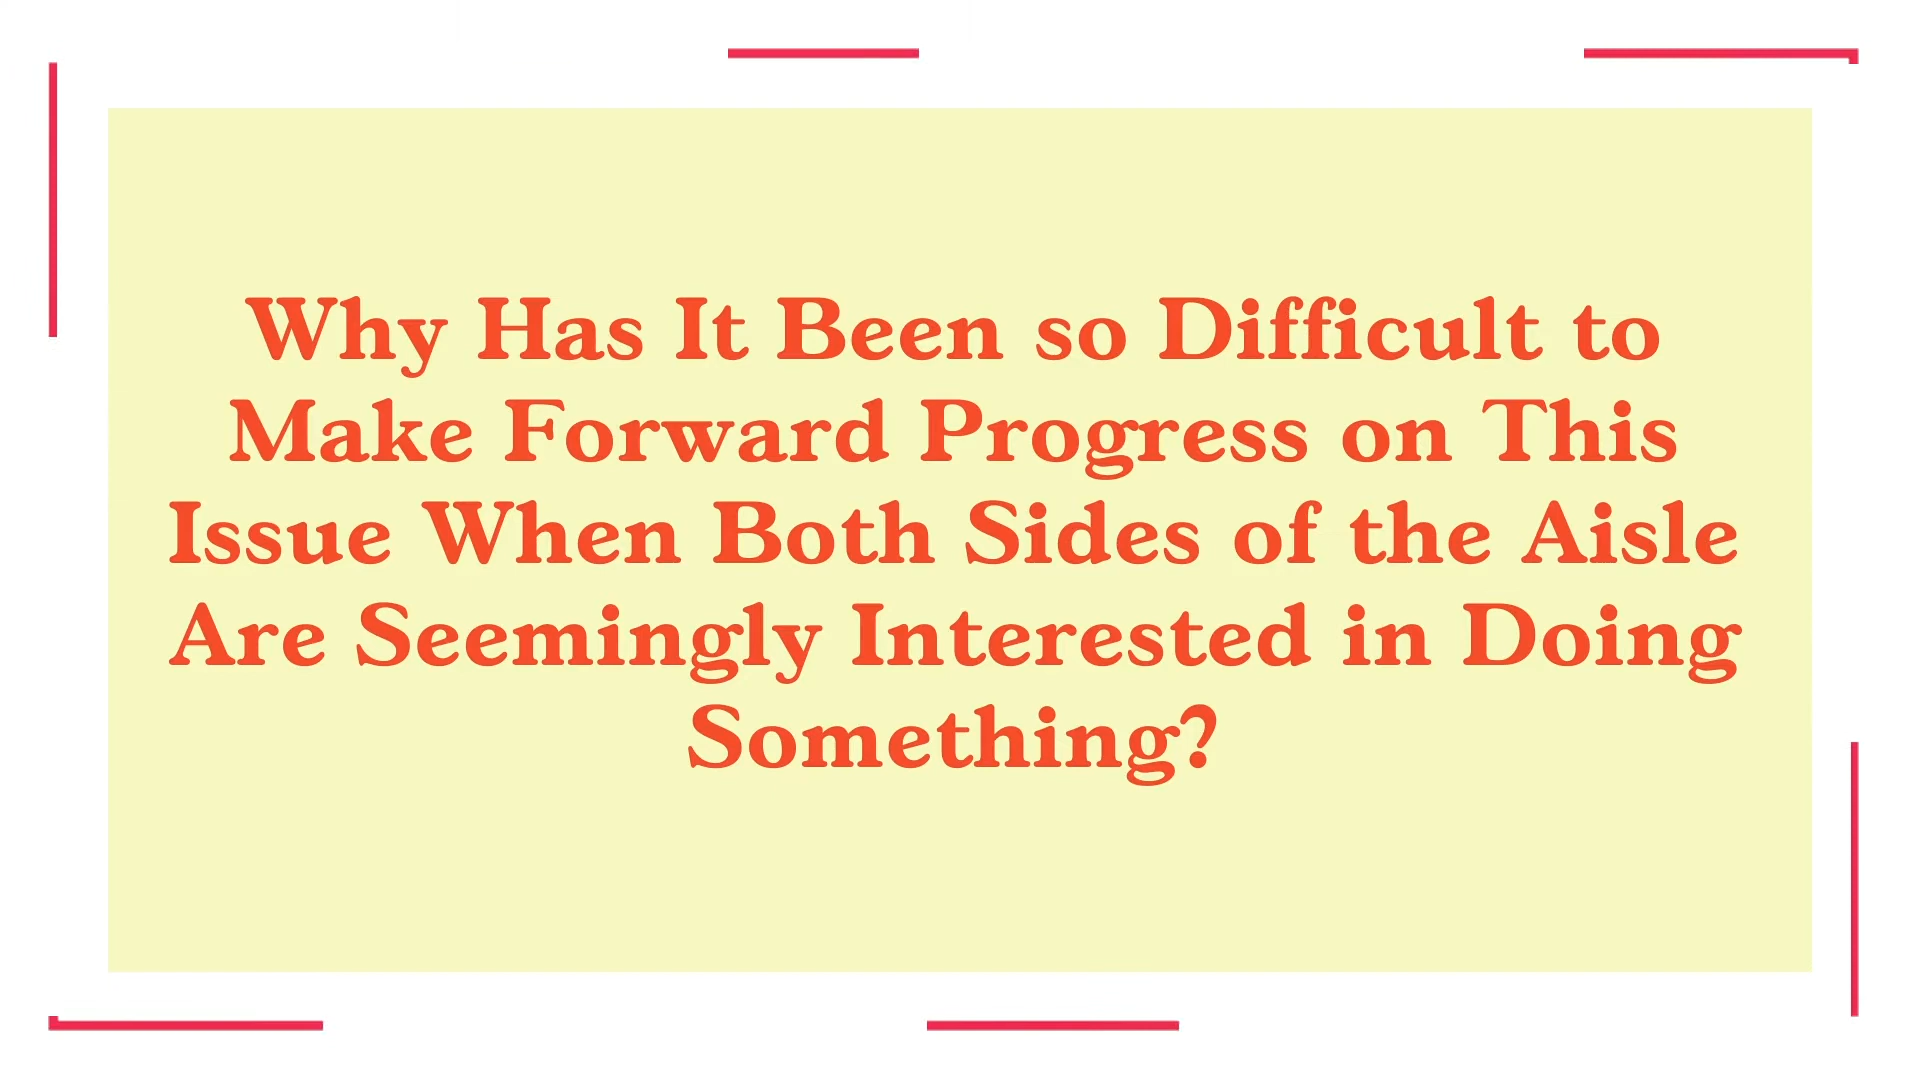 Why Has It Been so Difficult to
Make Forward Progress on This
Issue When Both Sides of the Aisle
Are Seemingly Interested in Doing
Something?